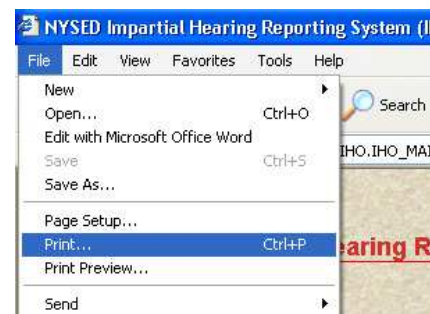 NYSED Impartial Hearing Reporting System (I
File Edit View Favorites Tools Help
New
Open... Ctrl+O
Search
Edit with Microsoft Office Word
Save Ctrl+S
IHO.IHO_MAI
Save As...
Page Setup...
Print... Ctrl+P
earing R
Print Preview...
Send